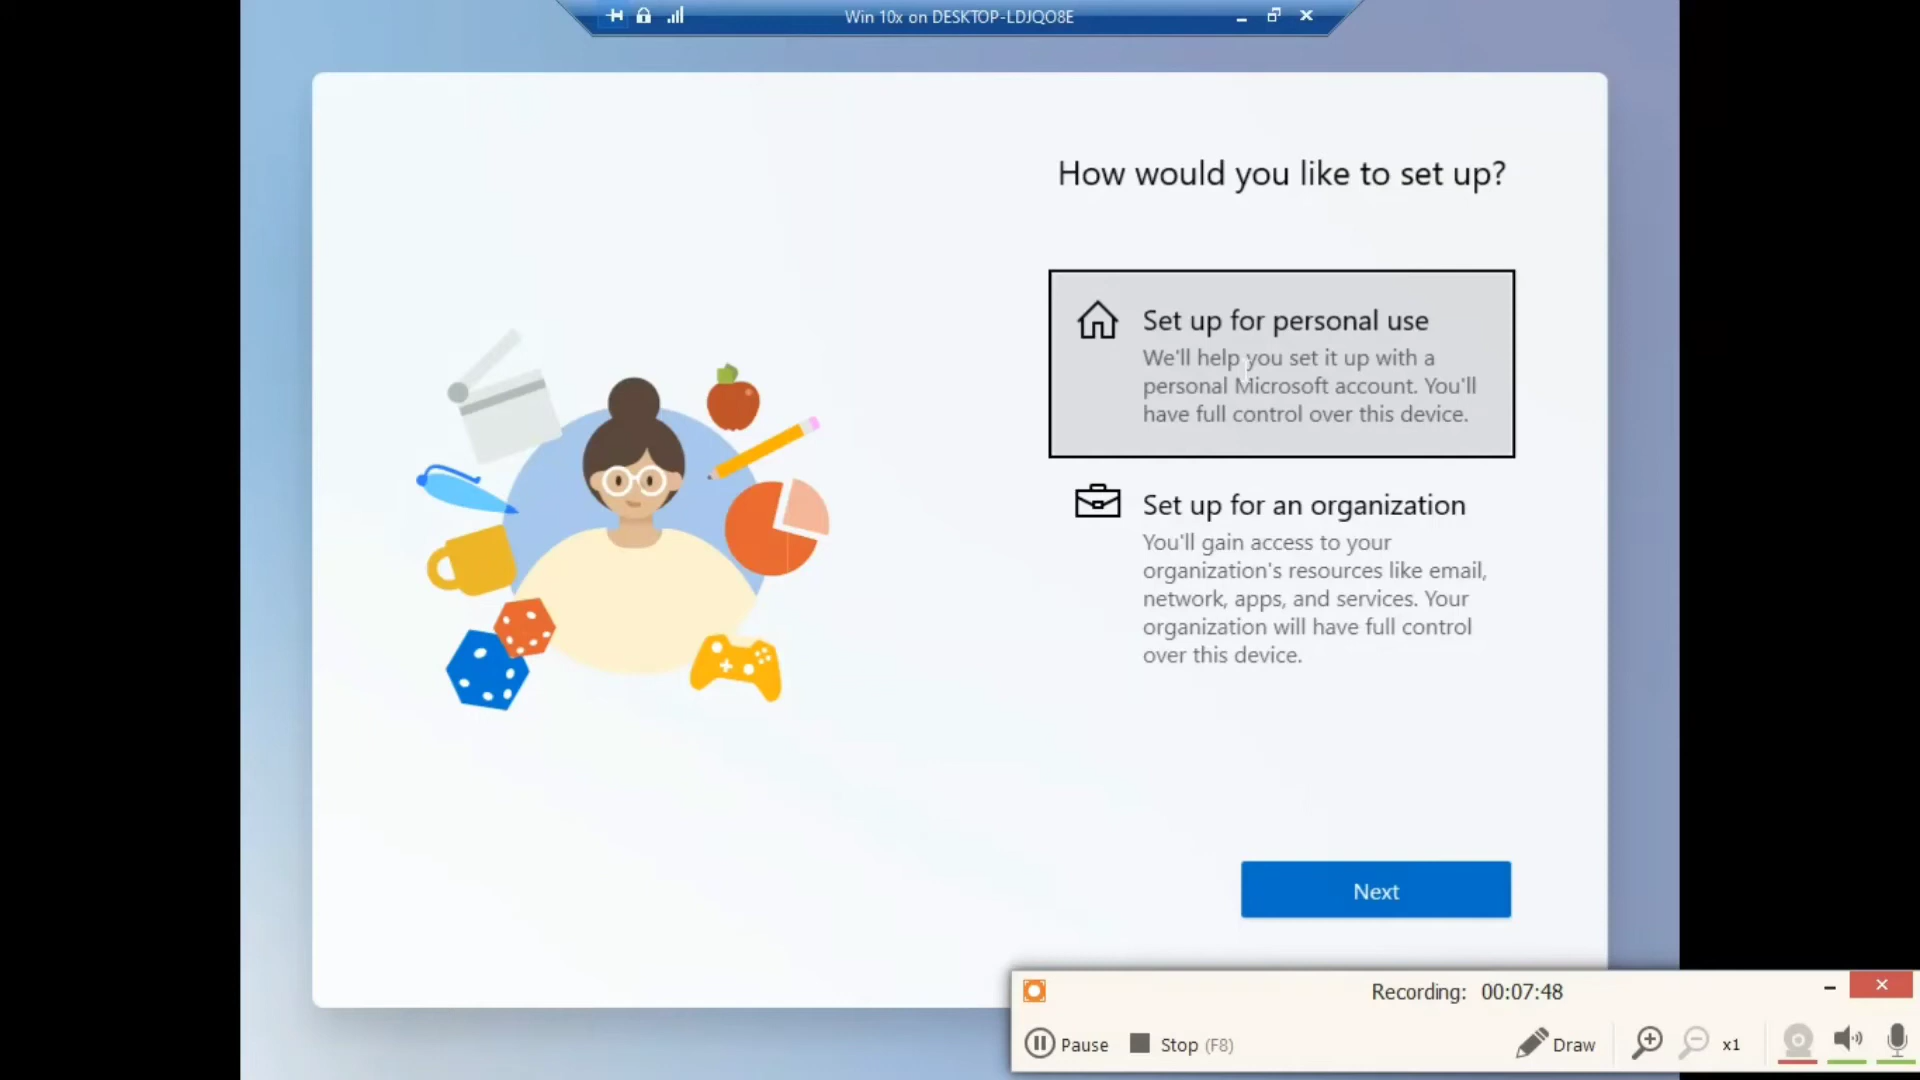 Win 10x on DESKTOP-LDJQO8E
How would you like to set up?
Set up for personal use
We'll help you set it up with a
personal Microsoft account. You'll
have full control over this device.
Set up for an organization
You'll gain access to your
organization's resources like email,
network, apps, and services. Your
organization will have full control
over this device.
Next
Recording: 00:07:48
Pause Stop (F8) Draw x1